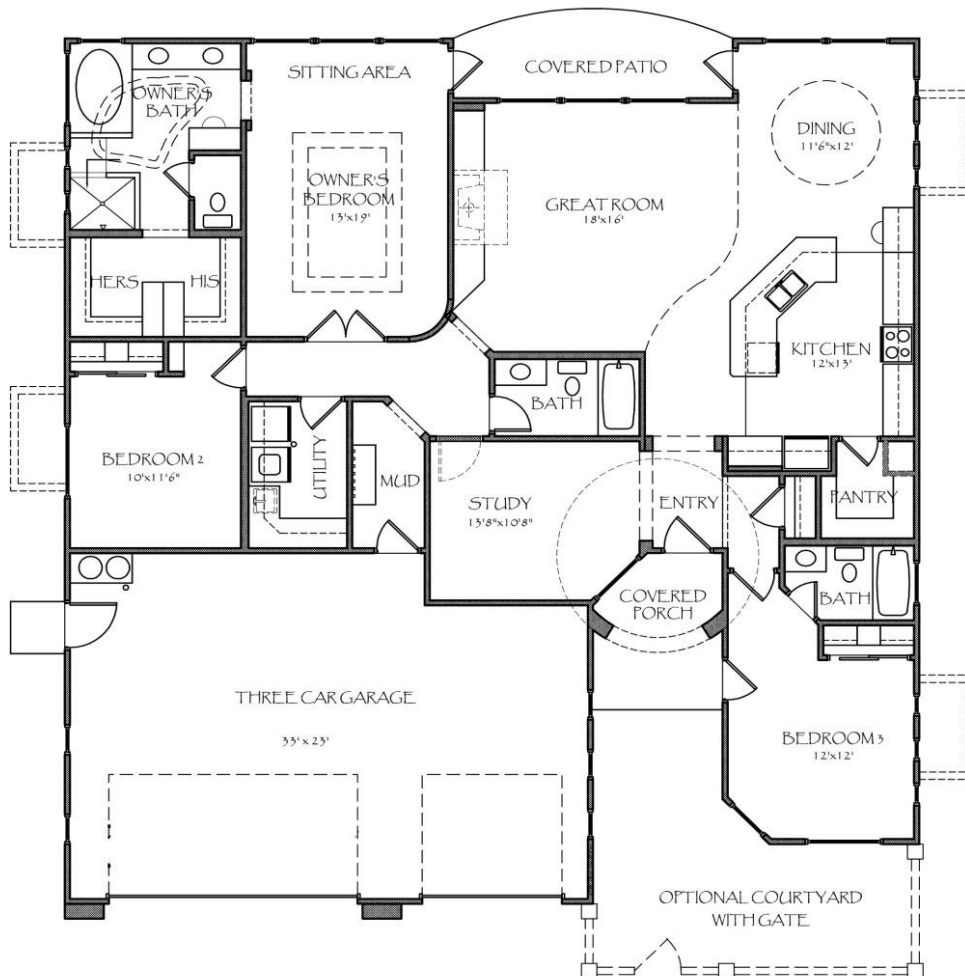 SITTING AREA
COVERED PATIO
OWNER'S
BATH
DINING
11'6"x12'
OWNER'S
BEDROOM
13'x19'
GREAT ROOM
18'x16'
HERS
HIS
KITCHEN
12'x13'
BATH
BEDROOM 2
10'x11'6"
UTILITY
MUD
STUDY
13'8"x10'8"
ENTRY
PANTRY
COVERED
PORCH
BATH
THREE CAR GARAGE
33' x 23'
BEDROOM 3
12'x12'
OPTIONAL COURTYARD
WITH GATE